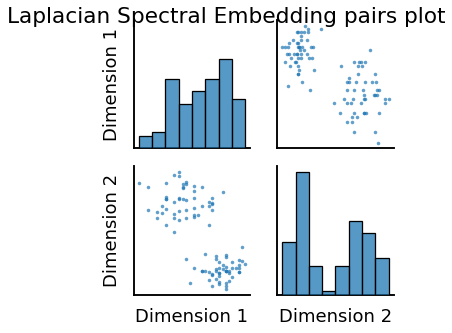 Laplacian Spectral Embedding pairs plot
Dimension 1
Dimension 2
Dimension 1
Dimension 2